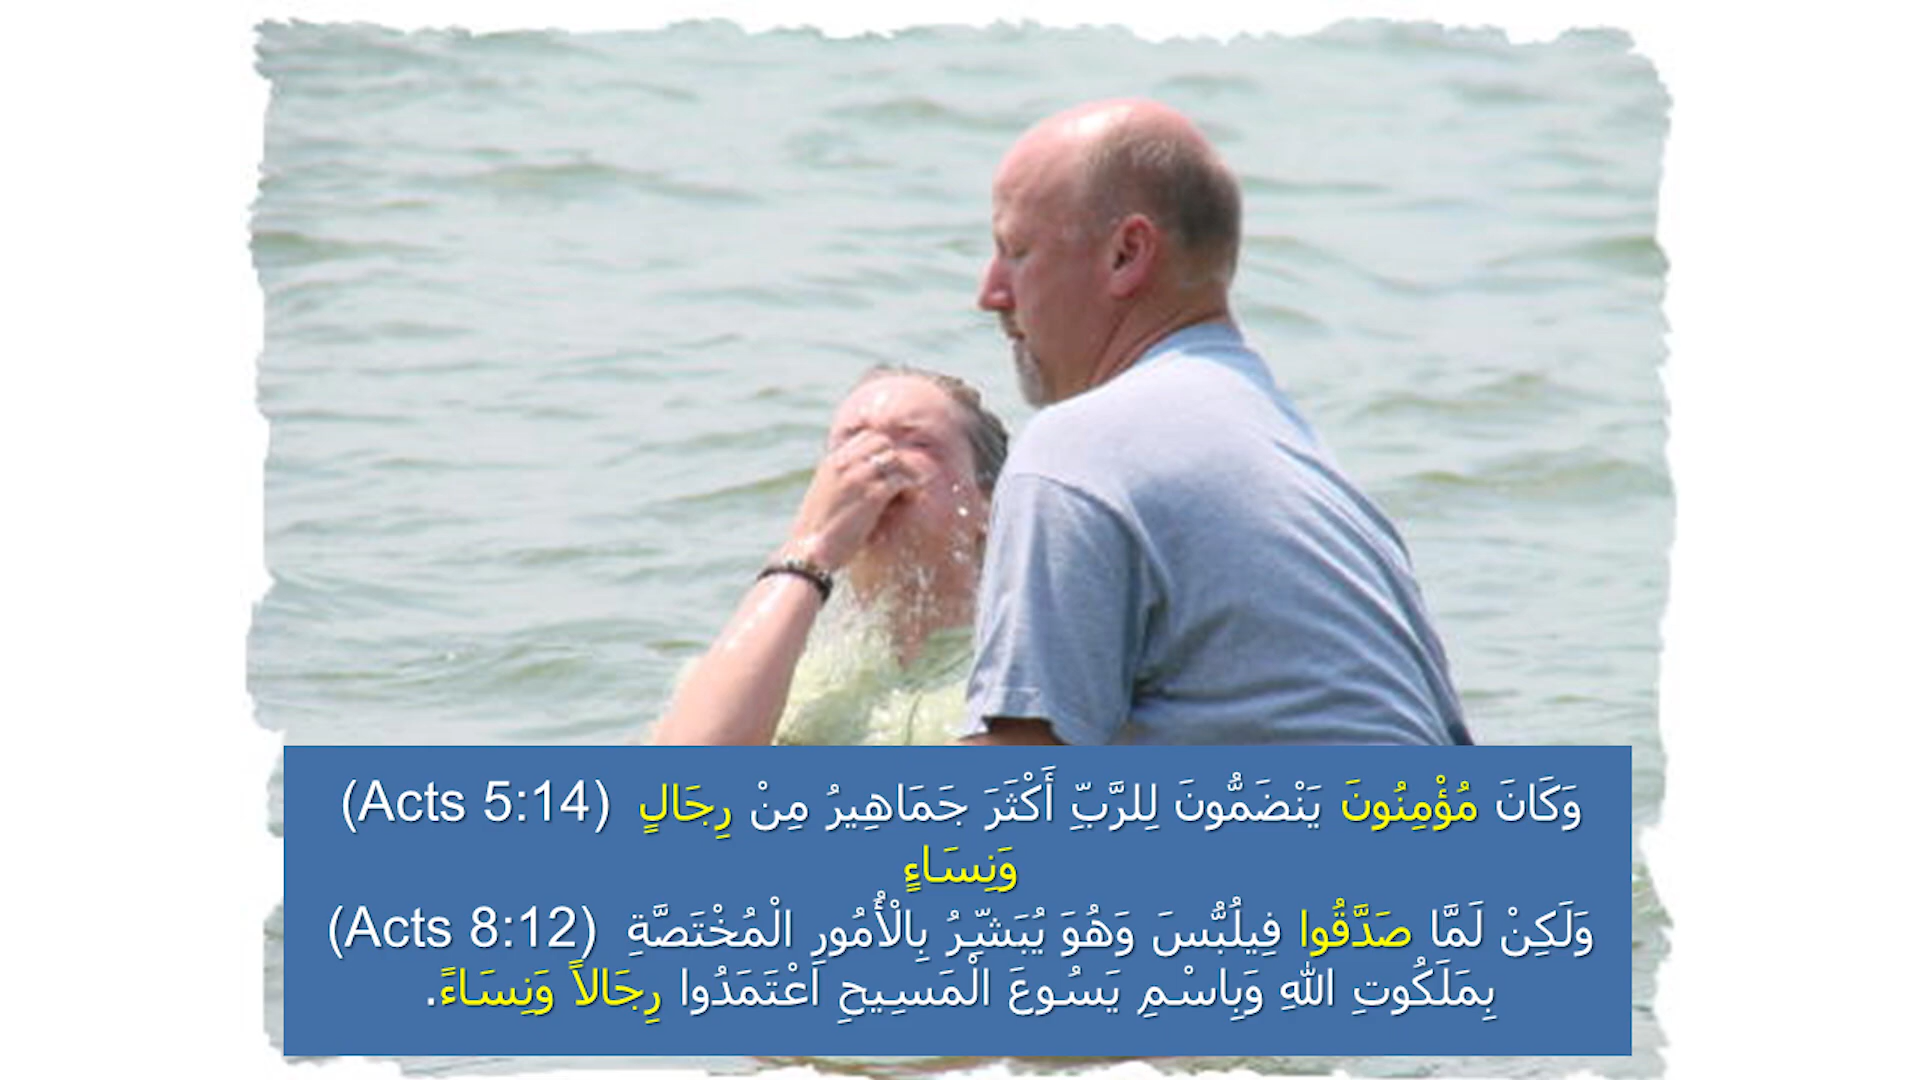 (Acts 5:14) وَكَانَ مُؤْمِنُونَ يَنْضَمُّونَ لِلرَّبِّ أَكْثَرَ جَمَاهِيرُ مِنْ رِجَالٍ
وَنِسَاءٍ
(Acts 8:12) وَلَكِنْ لَمَّا صَدَّقُوا فِيلُبُّسَ وَهُوَ يُبَشِّرُ بِالْأُمُورِ الْمُخْتَصَّةِ
بِمَلَكُوتِ اللهِ وَبِاسْمِ يَسُوعَ الْمَسِيحِ اعْتَمَدُوا رِجَالاً وَنِسَاءً.